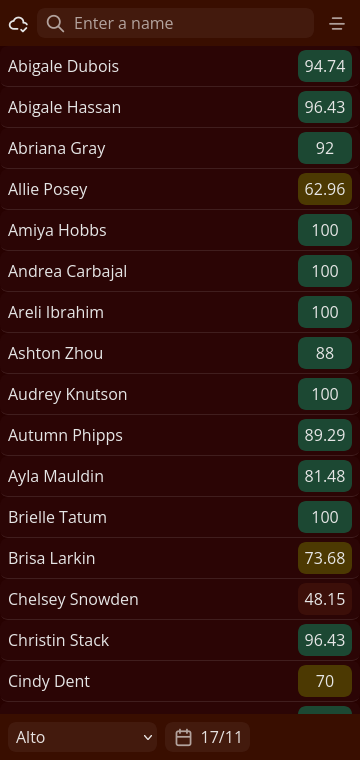 Enter a name
Abigale Dubois 94.74
Abigale Hassan 96.43
Abriana Gray 92
Allie Posey 62.96
Amiya Hobbs 100
Andrea Carbajal 100
Areli Ibrahim 100
Ashton Zhou 88
Audrey Knutson 100
Autumn Phipps 89.29
Ayla Mauldin 81.48
Brielle Tatum 100
Brisa Larkin 73.68
Chelsey Snowden 48.15
Christin Stack 96.43
Cindy Dent 70
Alto 17/11